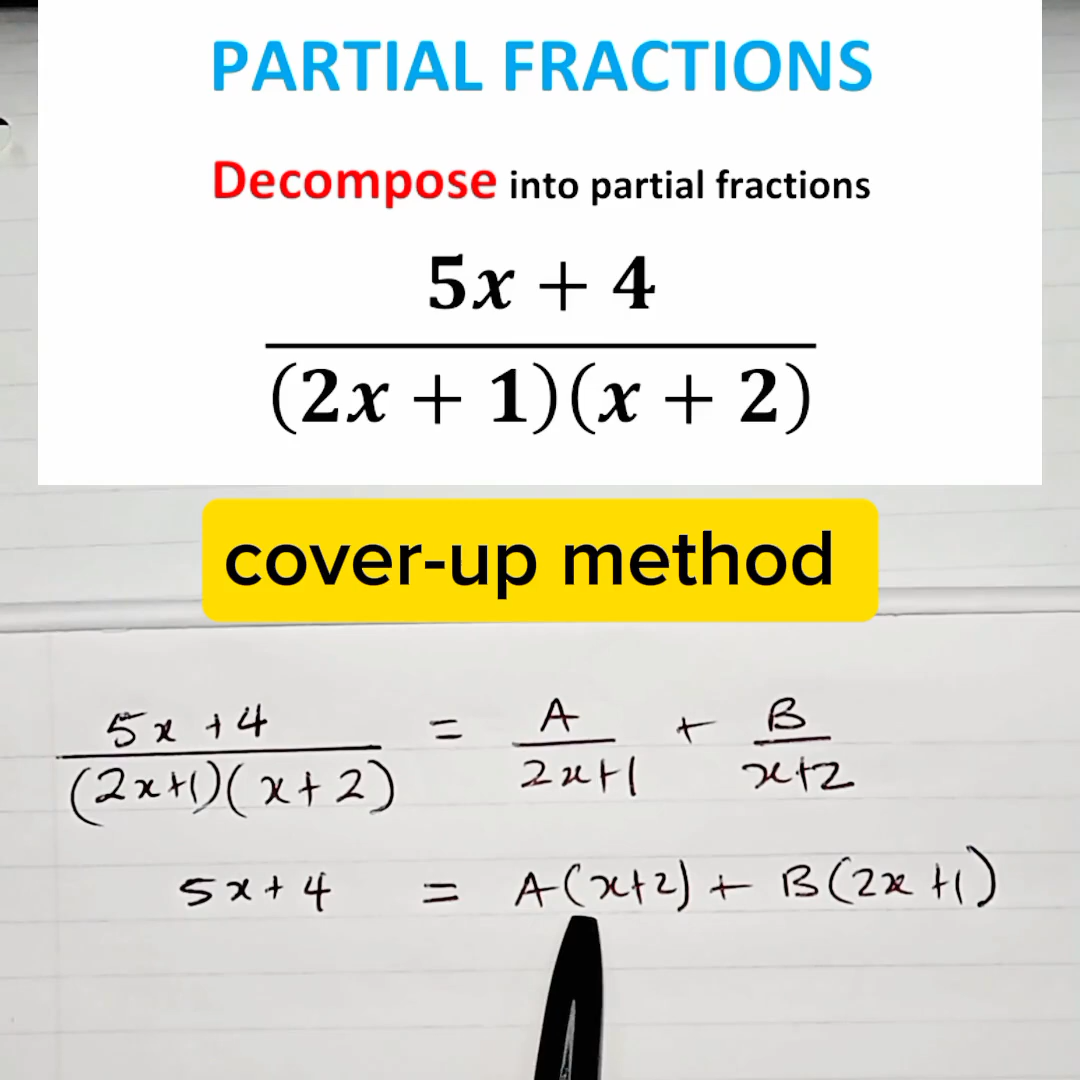 PARTIAL FRACTIONS
Decompose into partial fractions
5x + 4
(2x + 1)(x + 2)
cover-up method
5x + 4 = A + B
(2x+1)(x+2) 2x+1 x+2
5x+4 = A(x+2) + B(2x+1)